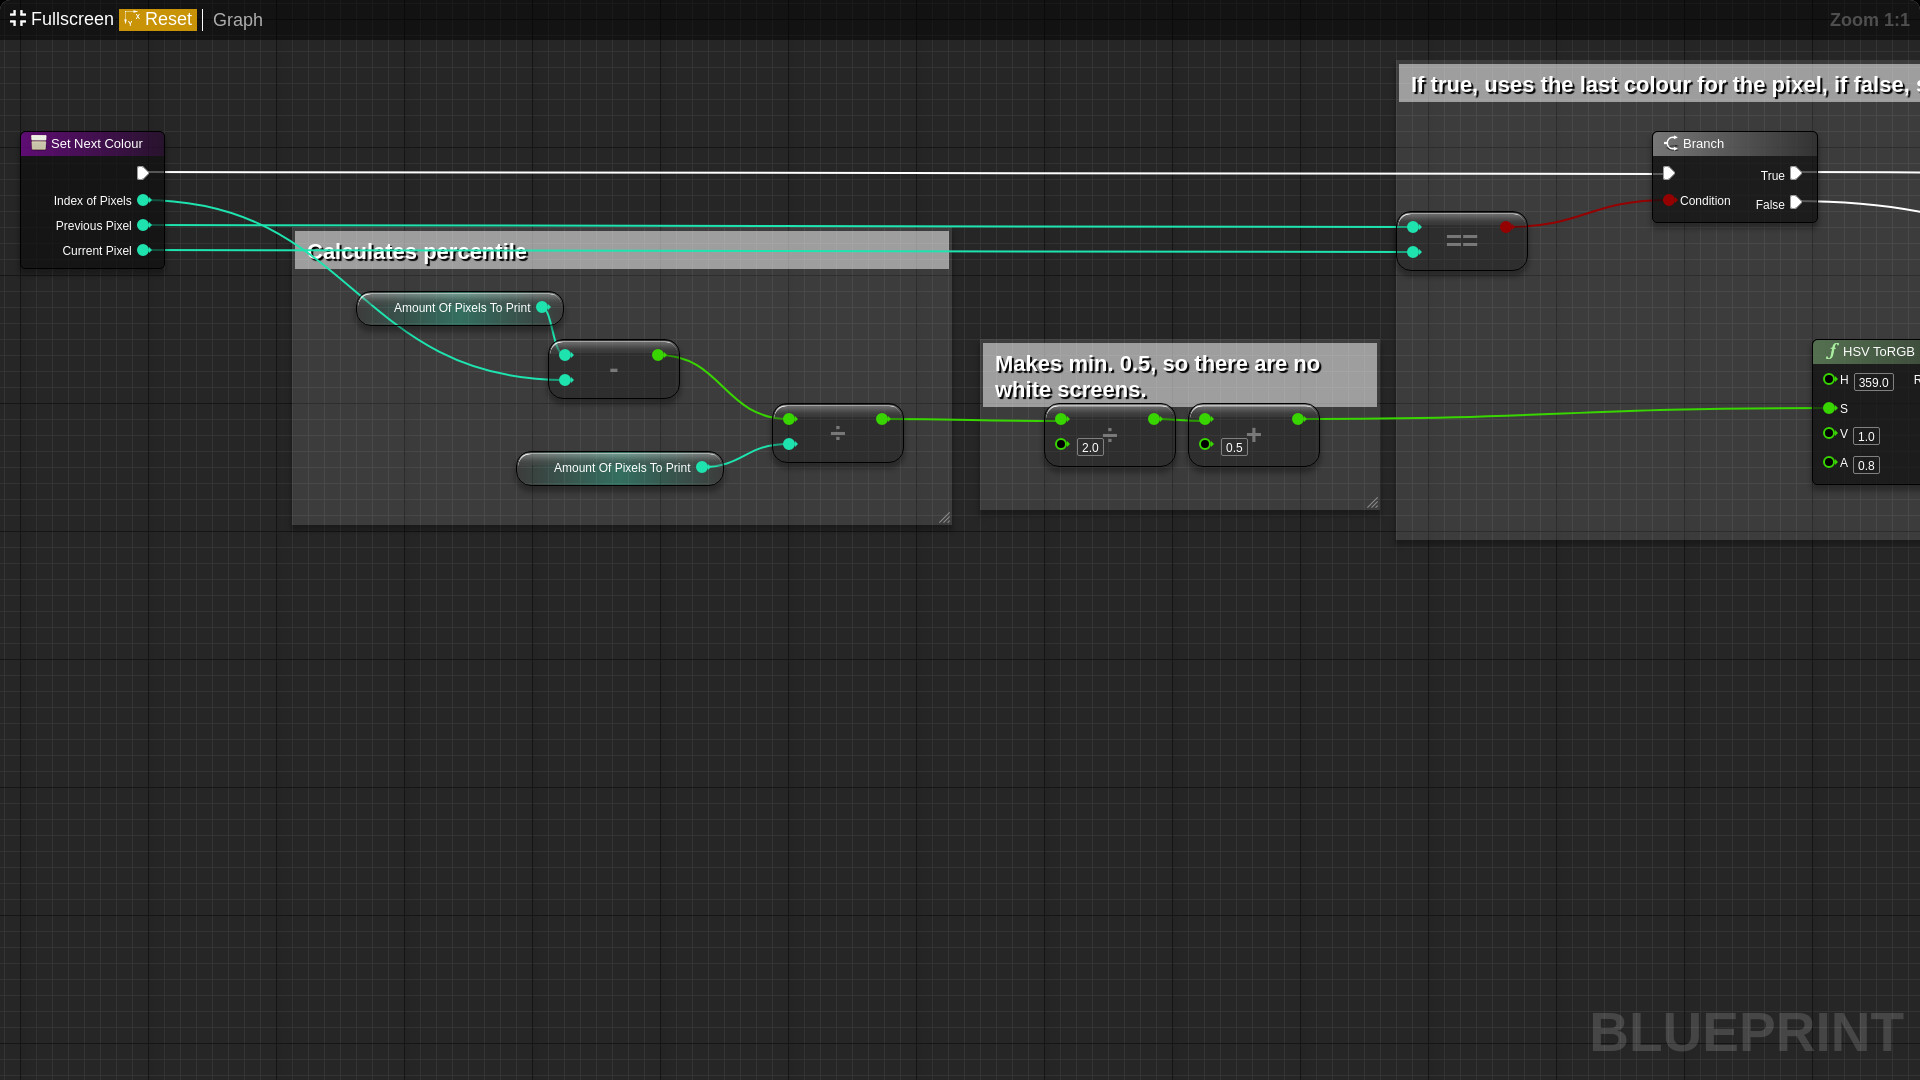 Fullscreen Reset Graph Zoom 1:1
If true, uses the last colour for the pixel, if false,
Set Next Colour
Index of Pixels
Previous Pixel
Current Pixel
Branch
True
Condition
False
==
Calculates percentile
Amount Of Pixels To Print
-
÷
Amount Of Pixels To Print
Makes min. 0.5, so there are no
white screens.
÷
2.0
+
0.5
HSV ToRGB
H 359.0 R
S
V 1.0
A 0.8
BLUEPRINT